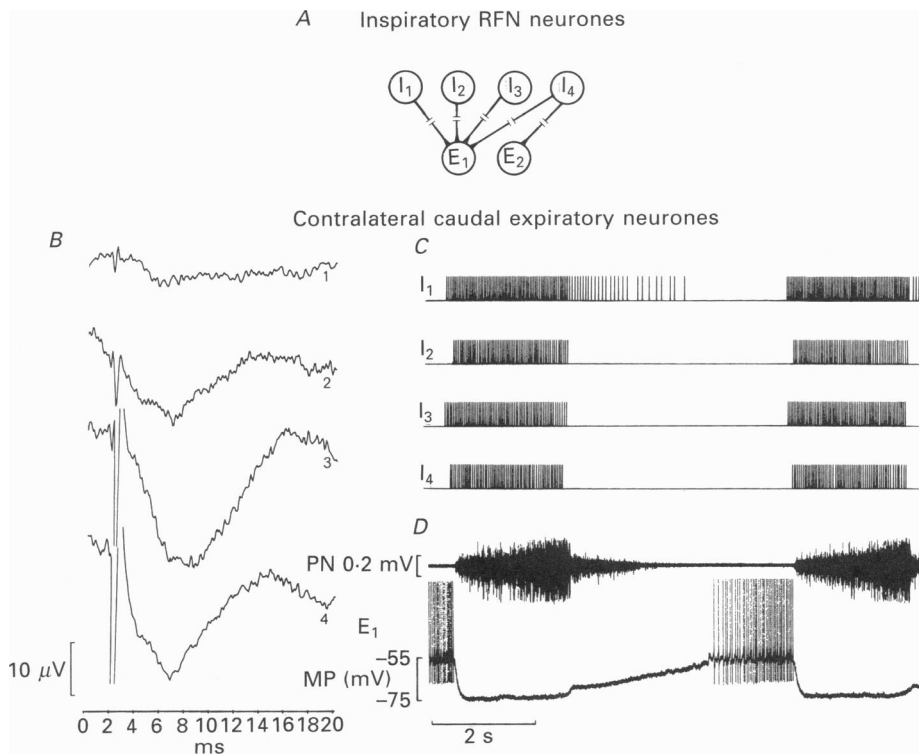 A Inspiratory RFN neurones
I1 I2 I3 I4
E1 E2
Contralateral caudal expiratory neurones
B
1
2
3
4
10 μV
0 2 4 6 8 10 12 14 16 18 20
ms
C
I1
I2
I3
I4
D
PN 0·2 mV
E1
−55
MP (mV)
−75
2 s